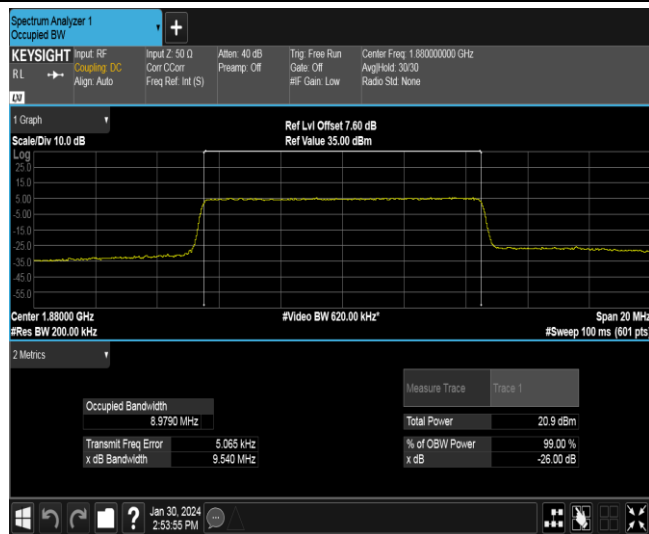 Spectrum Analyzer 1
Occupied BW
KEYSIGHT
RL
LXI
Input: RF
Coupling: DC
Align: Auto
Input Z: 50 Ω
Corr CCorr
Freq Ref: Int (S)
Atten: 40 dB
Preamp: Off
Trig: Free Run
Gate: Off
#IF Gain: Low
Center Freq: 1.880000000 GHz
Avg|Hold: 30/30
Radio Std: None
1 Graph
Scale/Div 10.0 dB
Ref Lvl Offset 7.60 dB
Ref Value 35.00 dBm
Log
25.0
15.0
5.00
-5.00
-15.0
-25.0
-35.0
-45.0
-55.0
Center 1.88000 GHz
#Res BW 200.00 kHz
#Video BW 620.00 kHz*
Span 20 MHz
#Sweep 100 ms (601 pts)
2 Metrics
Measure Trace Trace 1
Occupied Bandwidth
8.9790 MHz
Total Power 20.9 dBm
Transmit Freq Error 5.065 kHz
% of OBW Power 99.00 %
x dB Bandwidth 9.540 MHz
x dB -26.00 dB
?
Jan 30, 2024
2:53:55 PM